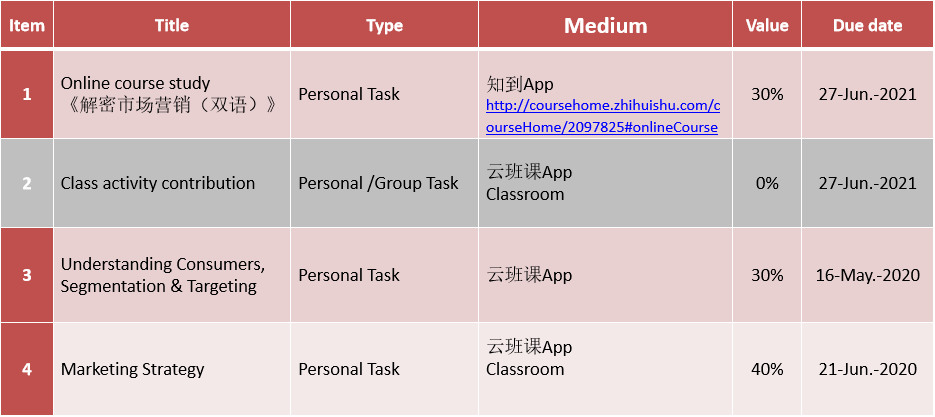 Item Title Type Medium Value Due date
1
Online course study
《解密市场营销（双语）》
Personal Task
知到App
http://coursehome.zhihuishu.com/c
ourseHome/2097825#onlineCourse
30%
27-Jun.-2021
2
Class activity contribution
Personal /Group Task
云班课App
Classroom
0%
27-Jun.-2021
3
Understanding Consumers,
Segmentation & Targeting
Personal Task
云班课App
30%
16-May.-2020
4
Marketing Strategy
Personal Task
云班课App
Classroom
40%
21-Jun.-2020